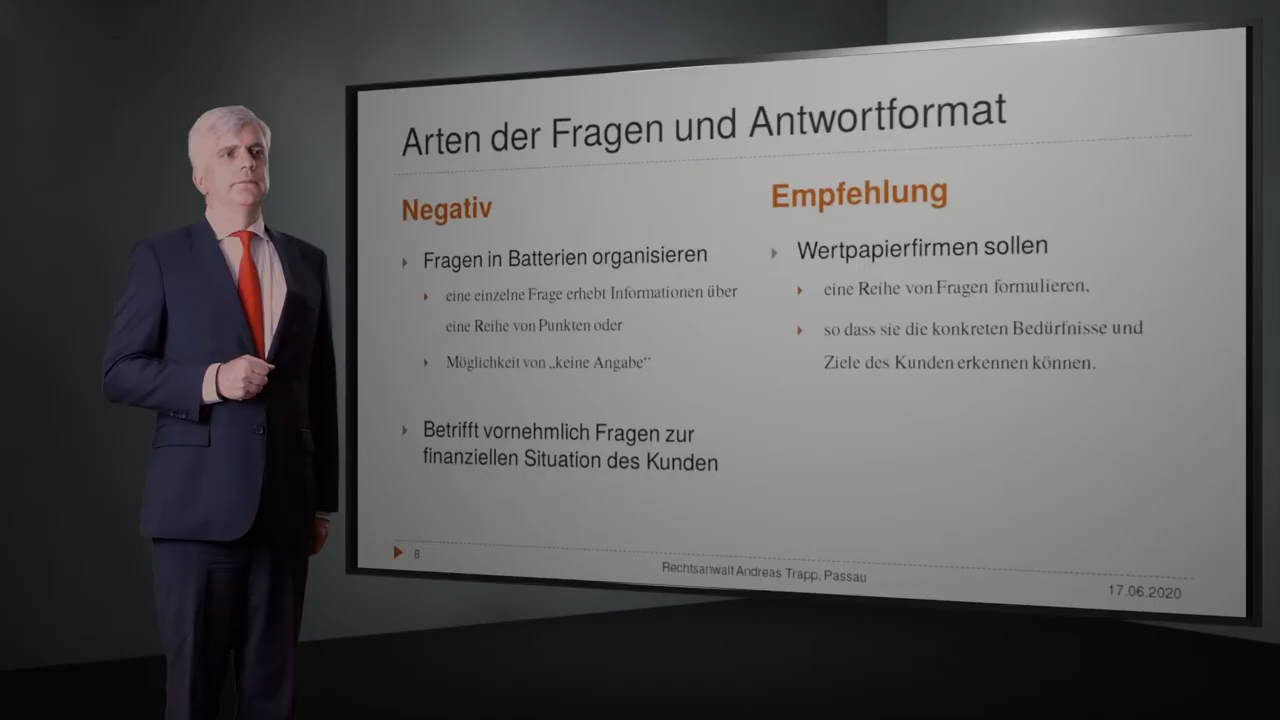 Arten der Fragen und Antwortformat
Negativ
Fragen in Batterien organisieren
eine einzelne Frage erhebt Informationen über
eine Reihe von Punkten oder
Möglichkeit von „keine Angabe“
Betrifft vornehmlich Fragen zur
finanziellen Situation des Kunden
Empfehlung
Wertpapierfirmen sollen
eine Reihe von Fragen formulieren,
so dass sie die konkreten Bedürfnisse und
Ziele des Kunden erkennen können.
8
Rechtsanwalt Andreas Trapp, Passau
17.06.2020